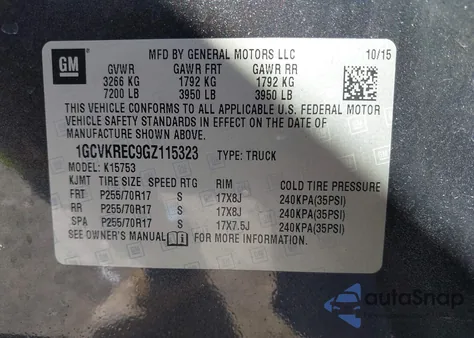 GM
MFD BY GENERAL MOTORS LLC
10/15
GVWR GAWR FRT GAWR RR
3266 KG 1792 KG 1792 KG
7200 LB 3950 LB 3950 LB
THIS VEHICLE CONFORMS TO ALL APPLICABLE U.S. FEDERAL MOTOR
VEHICLE SAFETY STANDARDS IN EFFECT ON THE DATE OF
MANUFACTURE SHOWN ABOVE.
1GCVKREC9GZ115323 TYPE: TRUCK
MODEL: K15753
KJMT TIRE SIZE SPEED RTG RIM COLD TIRE PRESSURE
FRT P255/70R17 S 17X8J 240KPA(35PSI)
RR P255/70R17 S 17X8J 240KPA(35PSI)
SPA P255/70R17 S 17X7.5J 240KPA(35PSI)
SEE OWNER'S MANUAL FOR MORE INFORMATION.
autoSnap